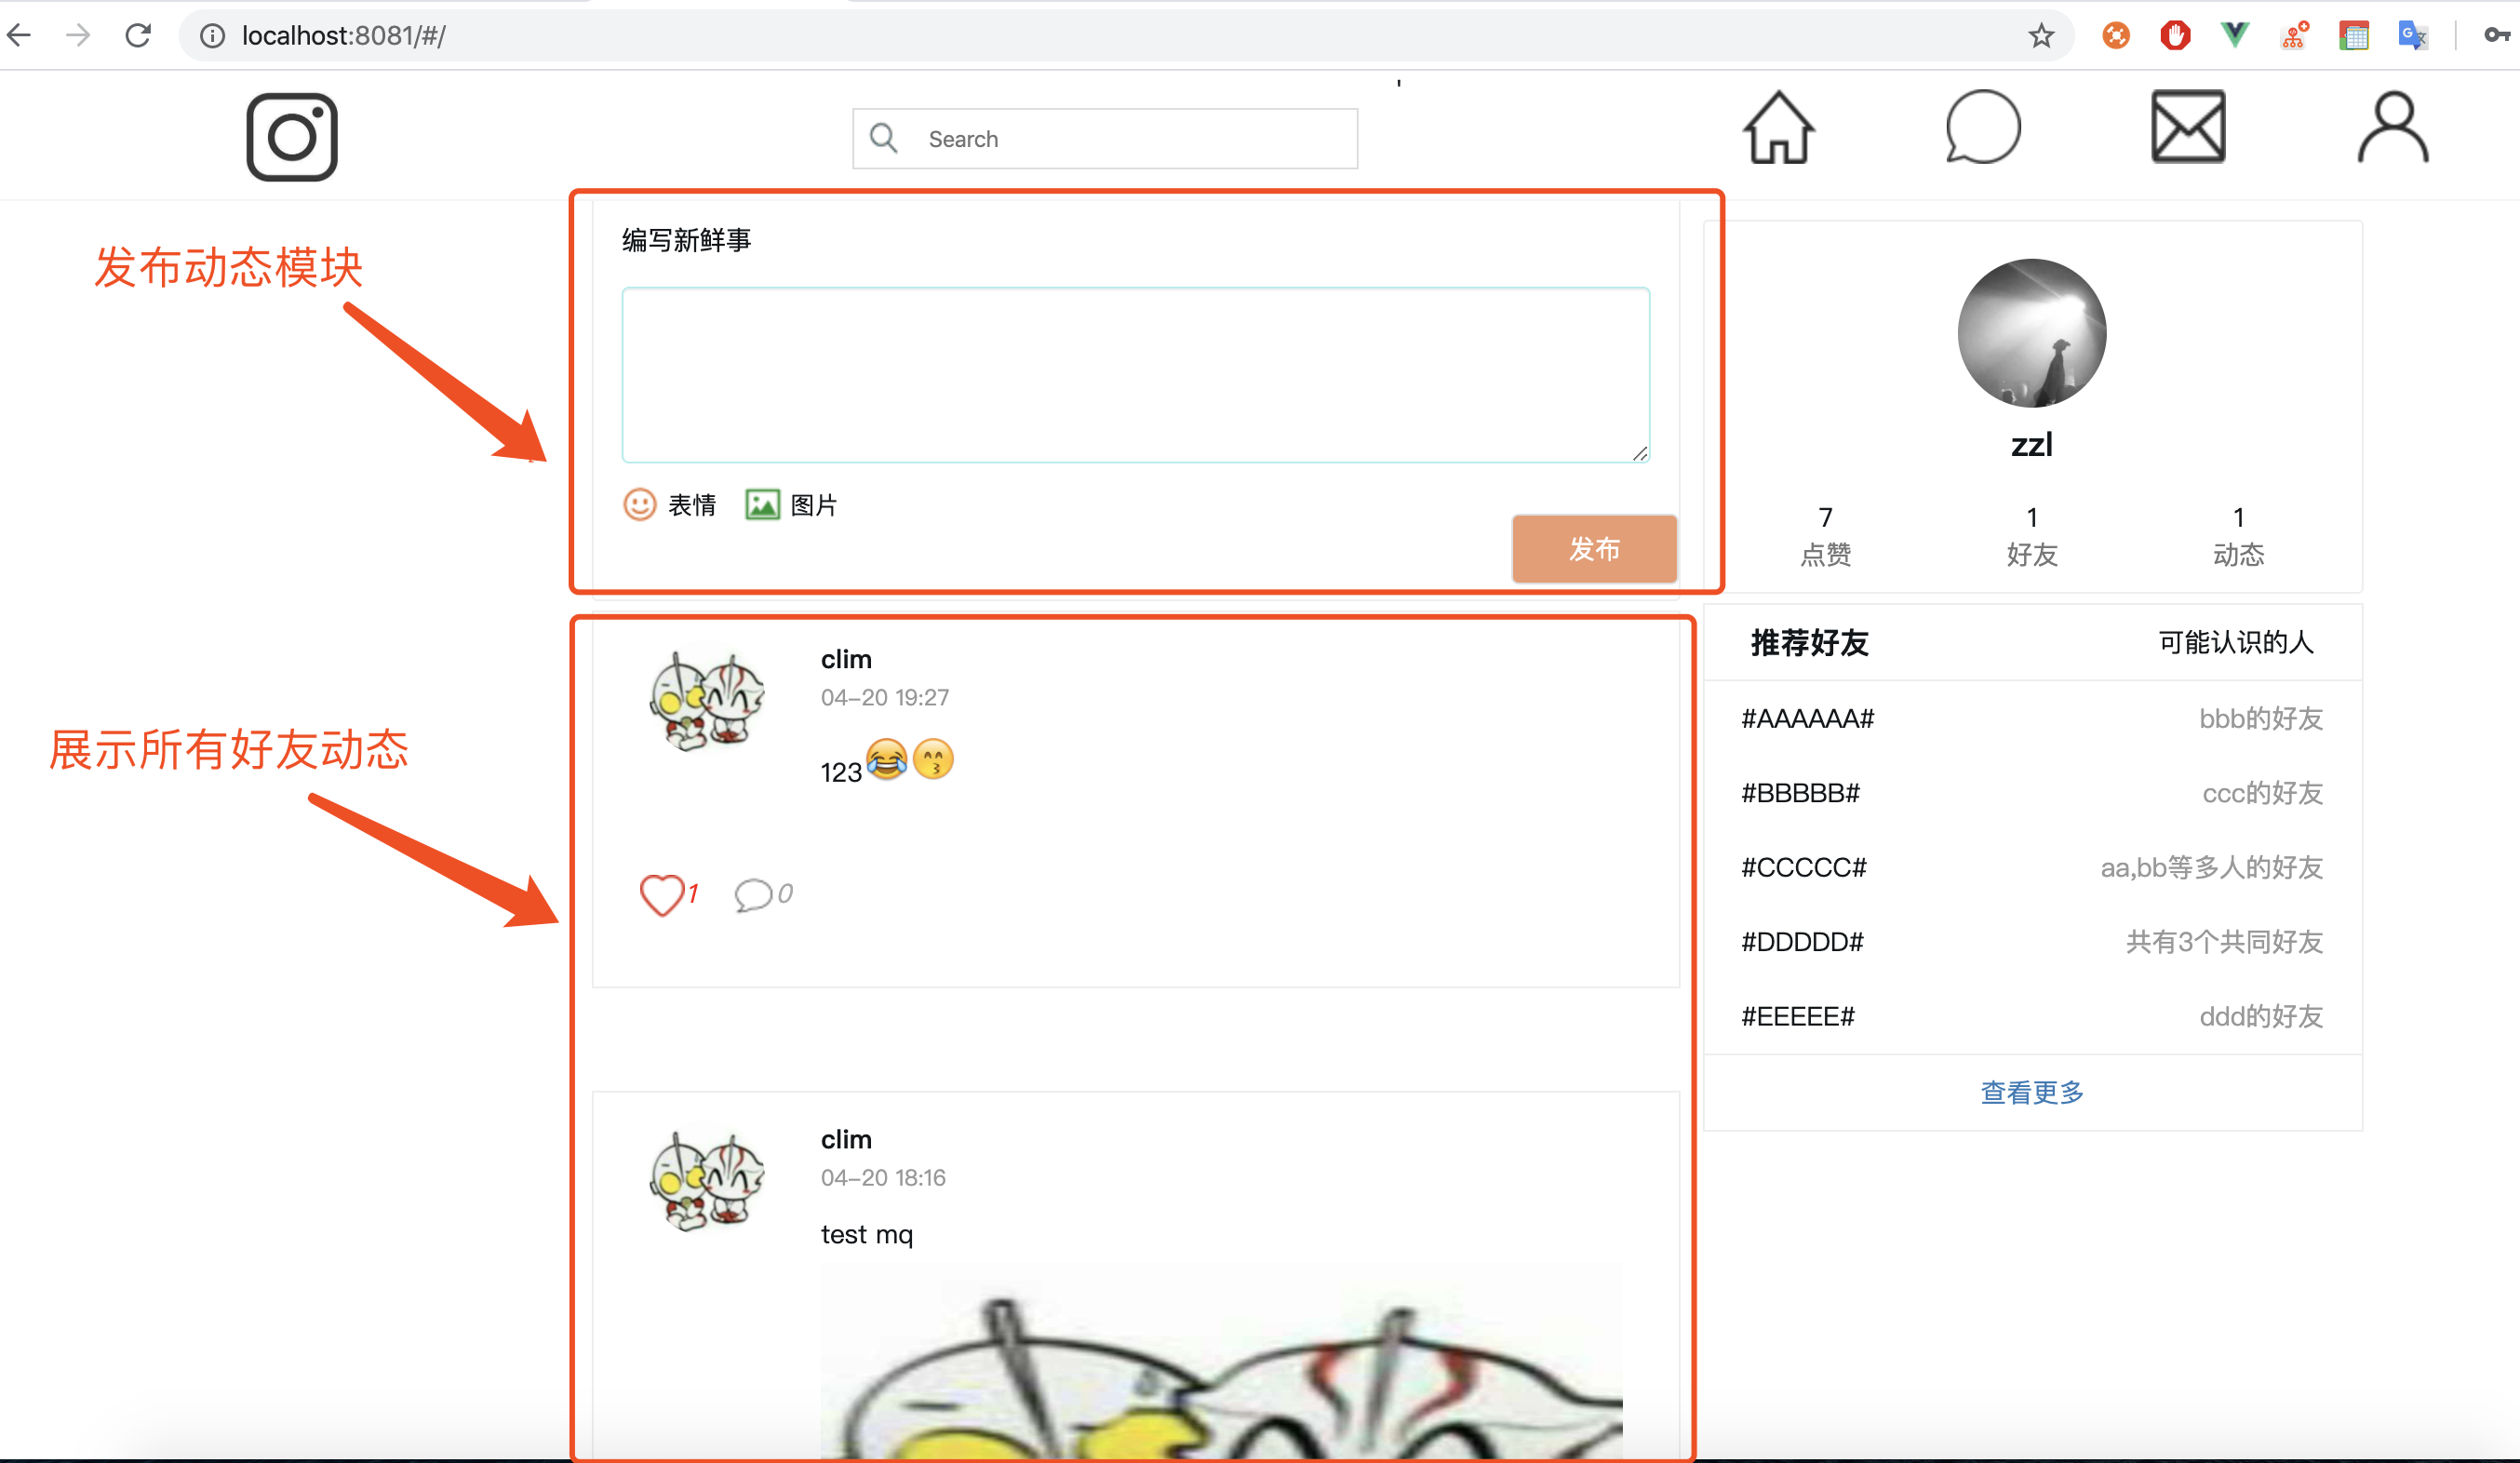 localhost:8081/#/
Search
发布动态模块
编写新鲜事
表情 图片
发布
zzl
7 1 1
点赞 好友 动态
展示所有好友动态
clim
04-20 19:27
123😂😙
1 0
clim
04-20 18:16
test mq
推荐好友 可能认识的人
#AAAAAA# bbb的好友
#BBBBB# ccc的好友
#CCCCC# aa,bb等多人的好友
#DDDDD# 共有3个共同好友
#EEEEE# ddd的好友
查看更多